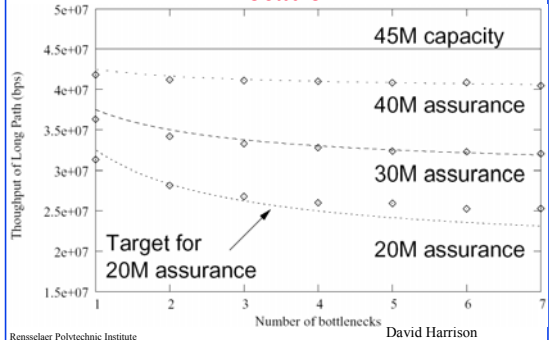 5e+07
45M capacity
4.5e+07
4e+07
40M assurance
3.5e+07
3e+07
30M assurance
2.5e+07
Target for
20M assurance
20M assurance
2e+07
1.5e+07
1 2 3 4 5 6 7
Thoughput of Long Path (bps)
Number of bottlenecks
Rensselaer Polytechnic Institute
David Harrison